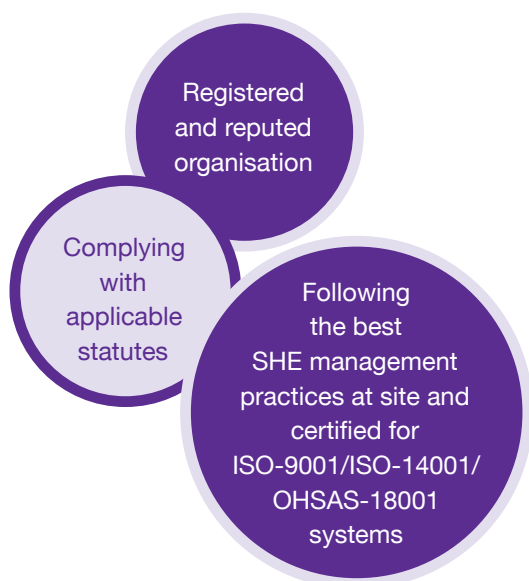 Registered
and reputed
organisation
Complying
with
applicable
statutes
Following
the best
SHE management
practices at site and
certified for
ISO-9001/ISO-14001/
OHSAS-18001
systems